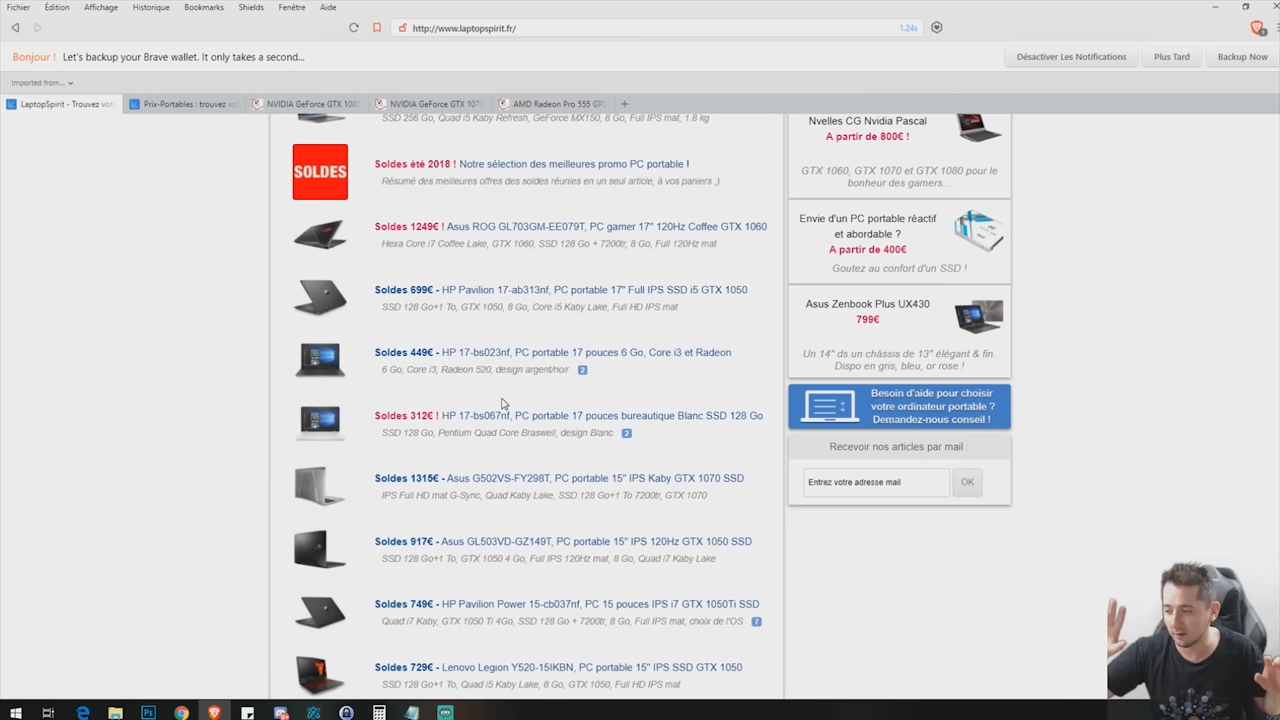 Fichier Édition Affichage Historique Bookmarks Shields Fenêtre Aide
http://www.laptopspirit.fr/ 1.24s
Bonjour ! Let's backup your Brave wallet. It only takes a second... Désactiver Les Notifications Plus Tard Backup Now
Imported from...
LaptopSpirit - Trouvez vot Prix-Portables : trouvez vo NVIDIA GeForce GTX 1080 NVIDIA GeForce GTX 1070 AMD Radeon Pro 555 GPU
SSD 256 Go, Quad i5 Kaby Refresh, GeForce MX150, 8 Go, Full IPS mat, 1.8 kg
SOLDES
Soldes été 2018 ! Notre sélection des meilleures promo PC portable !
Résumé des meilleures offres des soldes réunies en un seul article, à vos paniers ;)
Soldes 1249€ ! Asus ROG GL703GM-EE079T, PC gamer 17" 120Hz Coffee GTX 1060
Hexa Core i7 Coffee Lake, GTX 1060, SSD 128 Go + 7200tr, 8 Go, Full 120Hz mat
Soldes 699€ - HP Pavilion 17-ab313nf, PC portable 17" Full IPS SSD i5 GTX 1050
SSD 128 Go+1 To, GTX 1050, 8 Go, Core i5 Kaby Lake, Full HD IPS mat
Soldes 449€ - HP 17-bs023nf, PC portable 17 pouces 6 Go, Core i3 et Radeon
6 Go, Core i3, Radeon 520, design argent/noir 2
Soldes 312€ ! HP 17-bs067nf, PC portable 17 pouces bureautique Blanc SSD 128 Go
SSD 128 Go, Pentium Quad Core Braswell, design Blanc 2
Soldes 1315€ - Asus G502VS-FY298T, PC portable 15" IPS Kaby GTX 1070 SSD
IPS Full HD mat G-Sync, Quad Kaby Lake, SSD 128 Go+1 To 7200tr, GTX 1070
Soldes 917€ - Asus GL503VD-GZ149T, PC portable 15" IPS 120Hz GTX 1050 SSD
SSD 128 Go+1 To, GTX 1050 4 Go, Full IPS 120Hz mat, 8 Go, Quad i7 Kaby Lake
Soldes 749€ - HP Pavilion Power 15-cb037nf, PC 15 pouces IPS i7 GTX 1050Ti SSD
Quad i7 Kaby, GTX 1050 Ti 4Go, SSD 128 Go + 7200tr, 8 Go, Full IPS mat, choix de l'OS 7
Soldes 729€ - Lenovo Legion Y520-15IKBN, PC portable 15" IPS SSD GTX 1050
SSD 128 Go+1 To, Quad i5 Kaby Lake, 8 Go, GTX 1050, Full IPS mat
Nvelles CG Nvidia Pascal
A partir de 800€ !
GTX 1060, GTX 1070 et GTX 1080 pour le
bonheur des gamers...
Envie d'un PC portable réactif
et abordable ?
A partir de 400€
Goutez au confort d'un SSD !
Asus Zenbook Plus UX430
799€
Un 14" ds un châssis de 13" élégant & fin.
Dispo en gris, bleu, or rose !
Besoin d'aide pour choisir
votre ordinateur portable ?
Demandez-nous conseil !
Recevoir nos articles par mail :
Entrez votre adresse mail OK